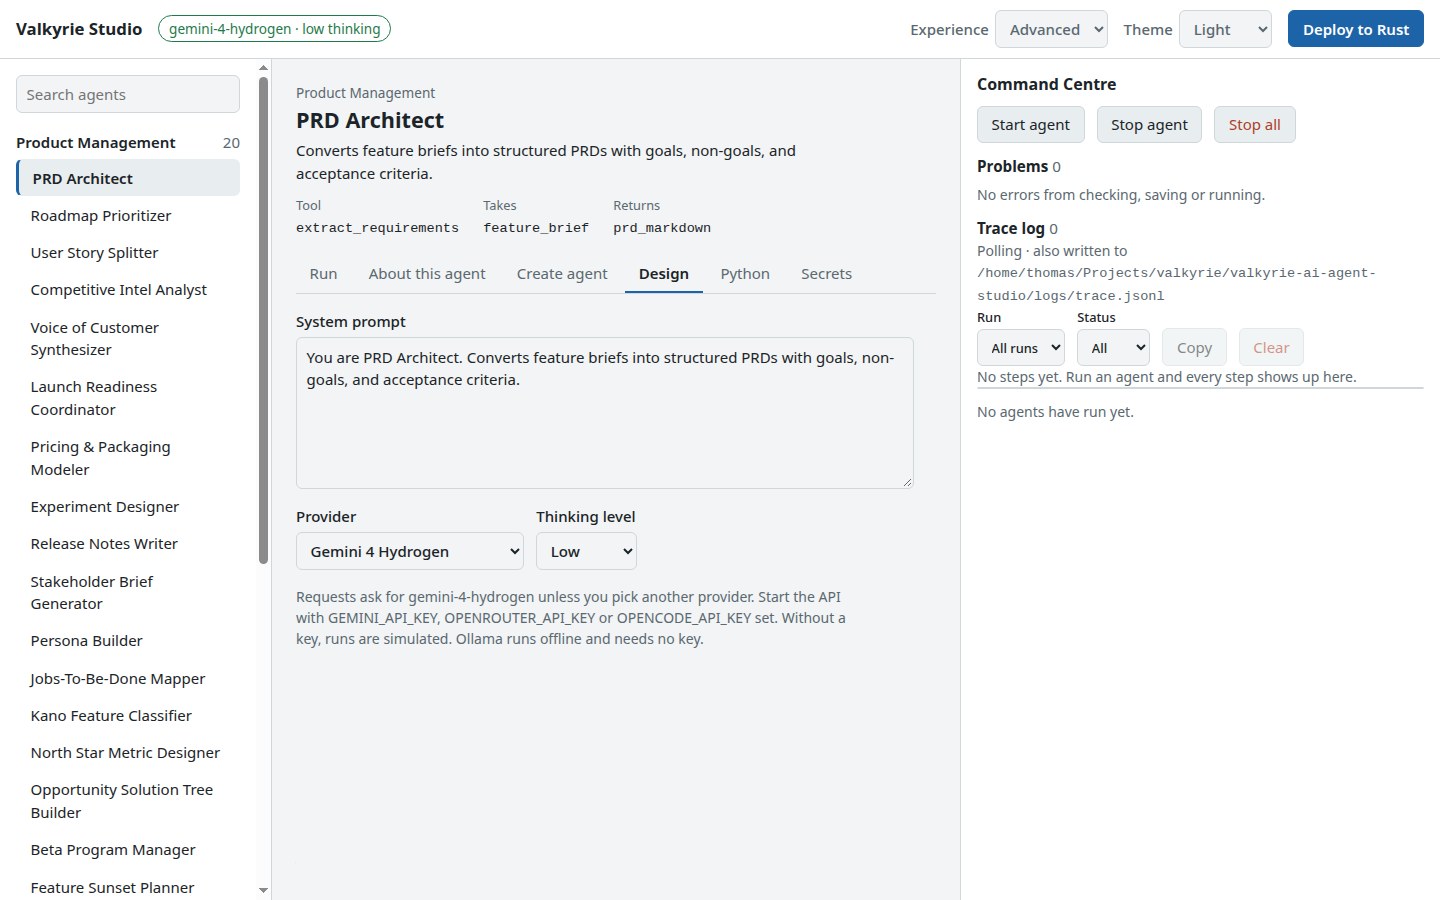 Valkyrie Studio
gemini-4-hydrogen · low thinking
Experience
Advanced
Theme
Light
Deploy to Rust
Search agents
Product Management 20
PRD Architect
Roadmap Prioritizer
User Story Splitter
Competitive Intel Analyst
Voice of Customer
Synthesizer
Launch Readiness
Coordinator
Pricing & Packaging
Modeler
Experiment Designer
Release Notes Writer
Stakeholder Brief
Generator
Persona Builder
Jobs-To-Be-Done Mapper
Kano Feature Classifier
North Star Metric Designer
Opportunity Solution Tree
Builder
Beta Program Manager
Feature Sunset Planner
Product Management
PRD Architect
Converts feature briefs into structured PRDs with goals, non-goals, and
acceptance criteria.
Tool Takes Returns
extract_requirements feature_brief prd_markdown
Run About this agent Create agent Design Python Secrets
System prompt
You are PRD Architect. Converts feature briefs into structured PRDs with goals, non-
goals, and acceptance criteria.
Provider Thinking level
Gemini 4 Hydrogen Low
Requests ask for gemini-4-hydrogen unless you pick another provider. Start the API
with GEMINI_API_KEY, OPENROUTER_API_KEY or OPENCODE_API_KEY set. Without a
key, runs are simulated. Ollama runs offline and needs no key.
Command Centre
Start agent Stop agent Stop all
Problems 0
No errors from checking, saving or running.
Trace log 0
Polling · also written to
/home/thomas/Projects/valkyrie/valkyrie-ai-agent-
studio/logs/trace.jsonl
Run Status
All runs All Copy Clear
No steps yet. Run an agent and every step shows up here.
No agents have run yet.